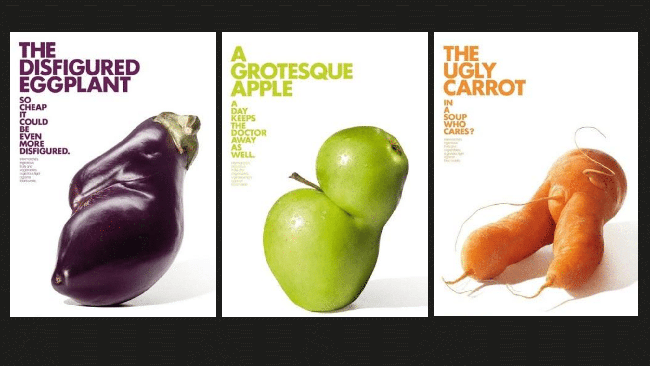 THE
DISFIGURED
EGGPLANT
SO
CHEAP
IT
COULD
BE
EVEN
MORE
DISFIGURED.
A
GROTESQUE
APPLE
A
DAY
KEEPS
THE
DOCTOR
AWAY
AS
WELL.
THE
UGLY
CARROT
IN
A
SOUP
WHO
CARES?